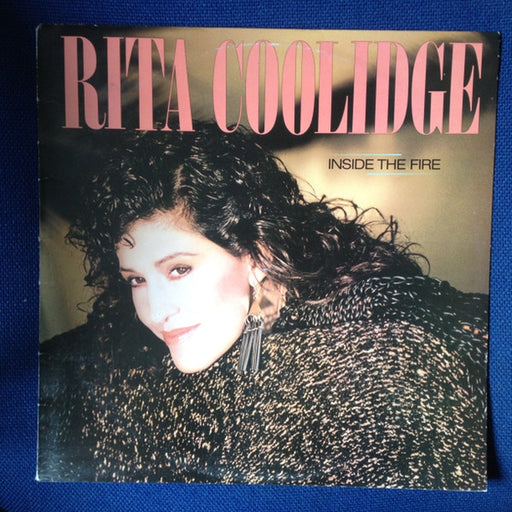 RITA COOLIDGE
INSIDE THE FIRE